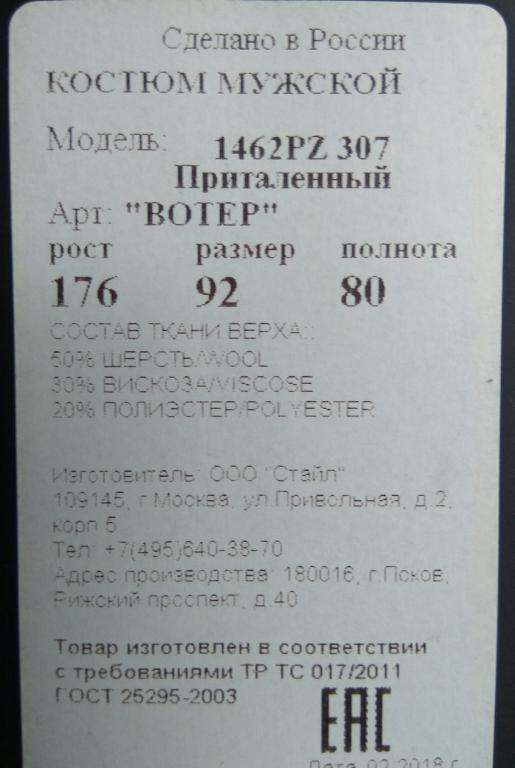 Сделано в России
КОСТЮМ МУЖСКОЙ
Модель: 1462PZ 307
Приталенный
Арт: "ВОТЕР"
рост размер полнота
176 92 80
СОСТАВ ТКАНИ ВЕРХА::
50% ШЕРСТЬ/WOOL
30% ВИСКОЗА/VISCOSE
20% ПОЛИЭСТЕР/POLYESTER
Изготовитель: ООО "Стайл"
109145, г Москва, ул.Привольная, д.2,
корп 5
Тел: +7(495)640-38-70
Адрес производства: 180016, г.Псков,
Рижский проспект, д.40
Товар изготовлен в соответствии
с требованиями ТР ТС 017/2011
ГОСТ 25295-2003
EAC
Дата 02.2018 г